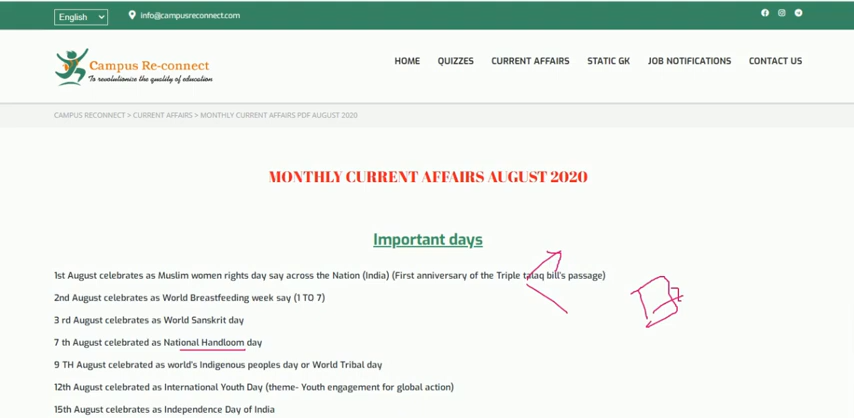 English
info@campusreconnect.com
Campus Re-connect
To revolutionize the quality of education
HOME QUIZZES CURRENT AFFAIRS STATIC GK JOB NOTIFICATIONS CONTACT US
CAMPUS RECONNECT > CURRENT AFFAIRS > MONTHLY CURRENT AFFAIRS PDF AUGUST 2020
MONTHLY CURRENT AFFAIRS AUGUST 2020
Important days
1st August celebrates as Muslim women rights day say across the Nation (India) (First anniversary of the Triple talaq bill's passage)
2nd August celebrates as World Breastfeeding week say (1 TO 7)
3 rd August celebrates as World Sanskrit day
7 th August celebrated as National Handloom day
9 TH August celebrated as world's Indigenous peoples day or World Tribal day
12th August celebrated as International Youth Day (theme- Youth engagement for global action)
15th August celebrates as Independence Day of India